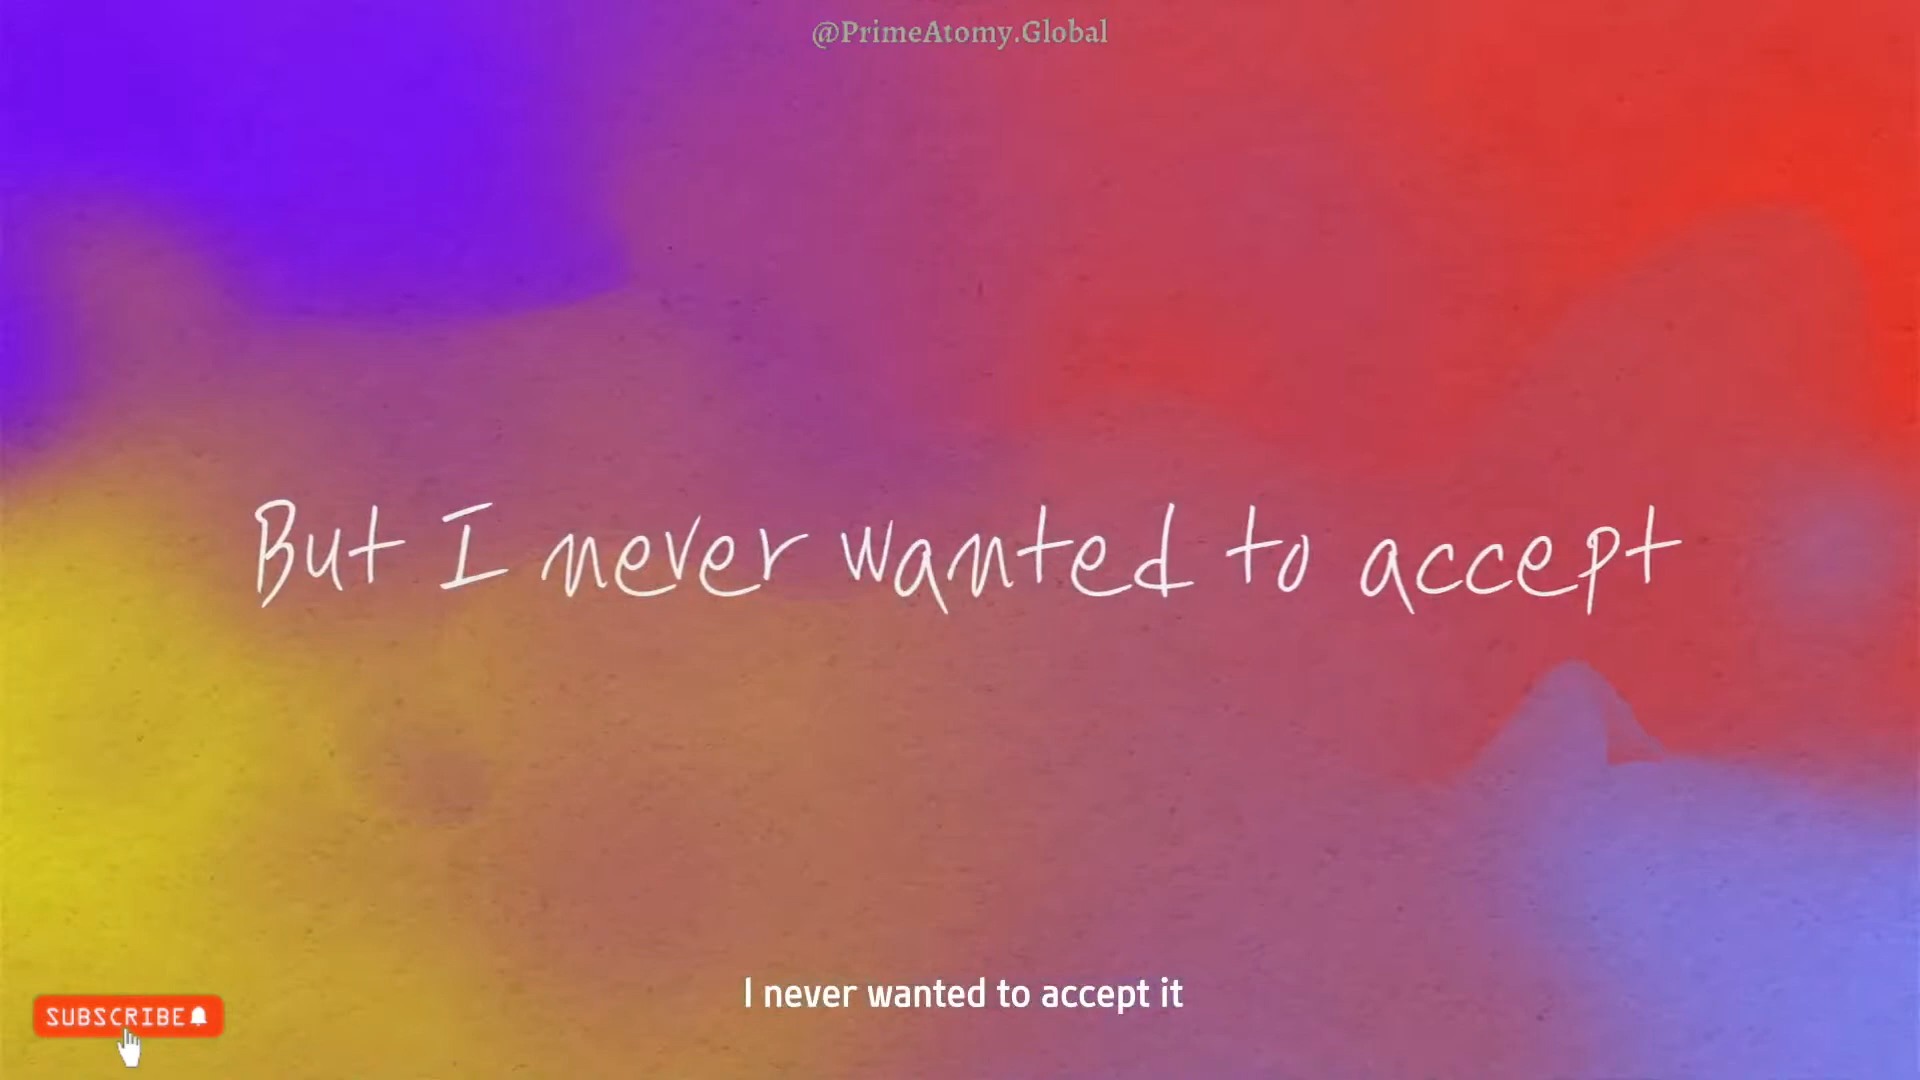 @PrimeAtomy.Global
But I never wanted to accept
I never wanted to accept it
SUBSCRIBE